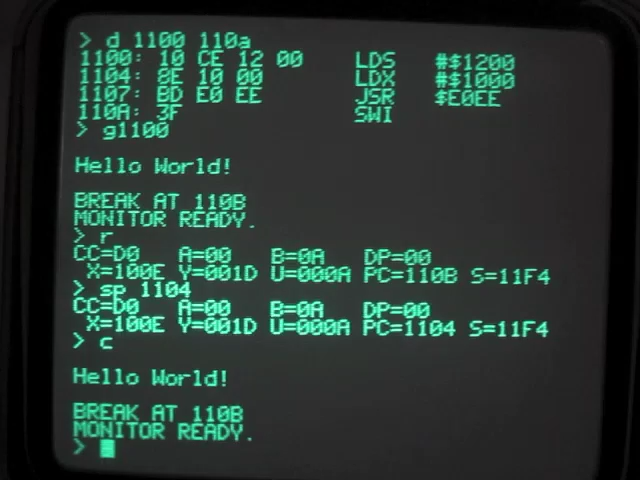 > d 1100 110a
1100: 10 CE 12 00 LDS #$1200
1104: 8E 10 00 LDX #$1000
1107: BD E0 EE JSR $E0EE
110A: 3F SWI
> g1100
Hello World!
BREAK AT 110B
MONITOR READY.
> r
CC=D0 A=00 B=0A DP=00
X=100E Y=001D U=000A PC=110B S=11F4
> sp 1104
CC=D0 A=00 B=0A DP=00
X=100E Y=001D U=000A PC=1104 S=11F4
> c
Hello World!
BREAK AT 110B
MONITOR READY.
>